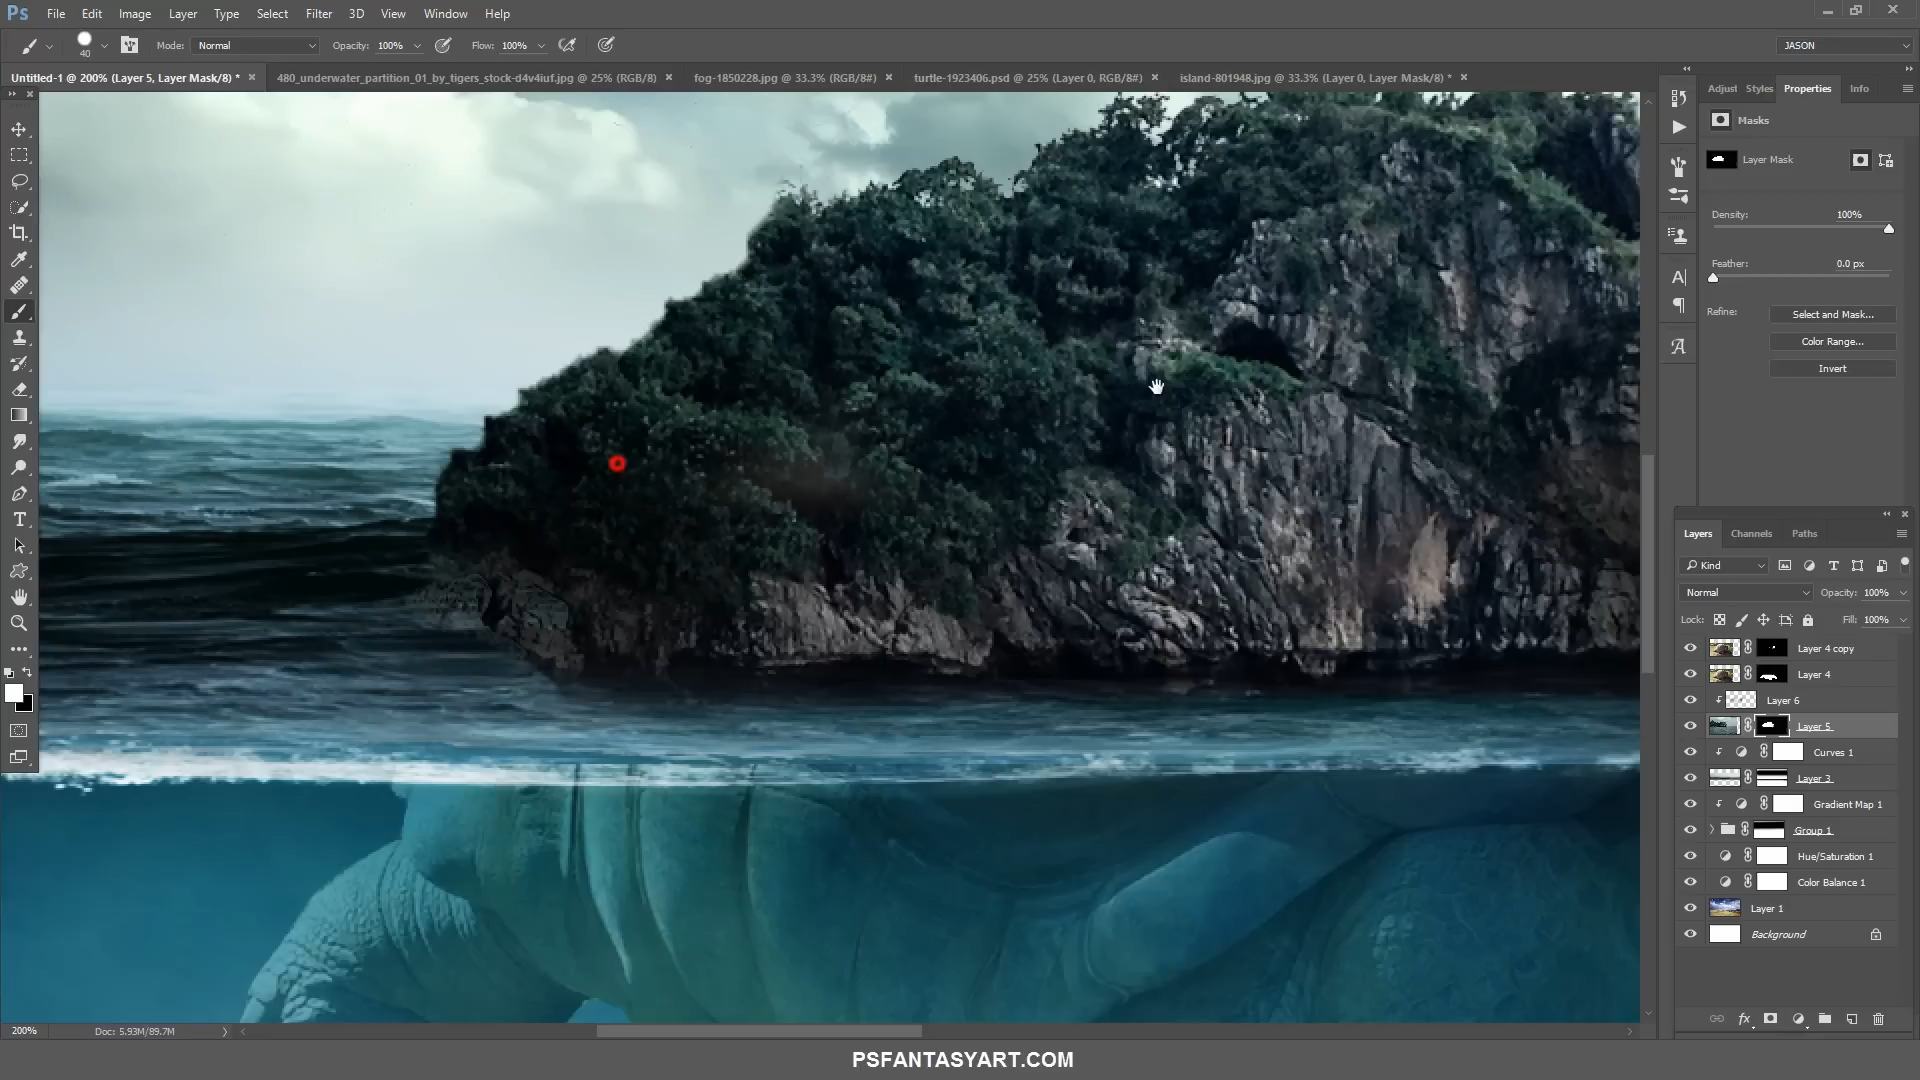 Ps File Edit Image Layer Type Select Filter 3D View Window Help
40 Mode: Normal Opacity: 100% Flow: 100% JASON
Untitled-1 @ 200% (Layer 5, Layer Mask/8) * × 480_underwater_partition_01_by_tigers_stock-d4v4iuf.jpg @ 25% (RGB/8) × fog-1850228.jpg @ 33.3% (RGB/8#) × turtle-1923406.psd @ 25% (Layer 0, RGB/8#) × island-801948.jpg @ 33.3% (Layer 0, Layer Mask/8) * ×
Adjust Styles Properties Info
Masks
Layer Mask
Density: 100%
Feather: 0.0 px
Refine: Select and Mask...
Color Range...
Invert
Layers Channels Paths
Kind
Normal Opacity: 100%
Lock: Fill: 100%
Layer 4 copy
Layer 4
Layer 6
Layer 5
Curves 1
Layer 3
Gradient Map 1
Group 1
Hue/Saturation 1
Color Balance 1
Layer 1
Background
fx
200% Doc: 5.93M/89.7M
PSFANTASYART.COM